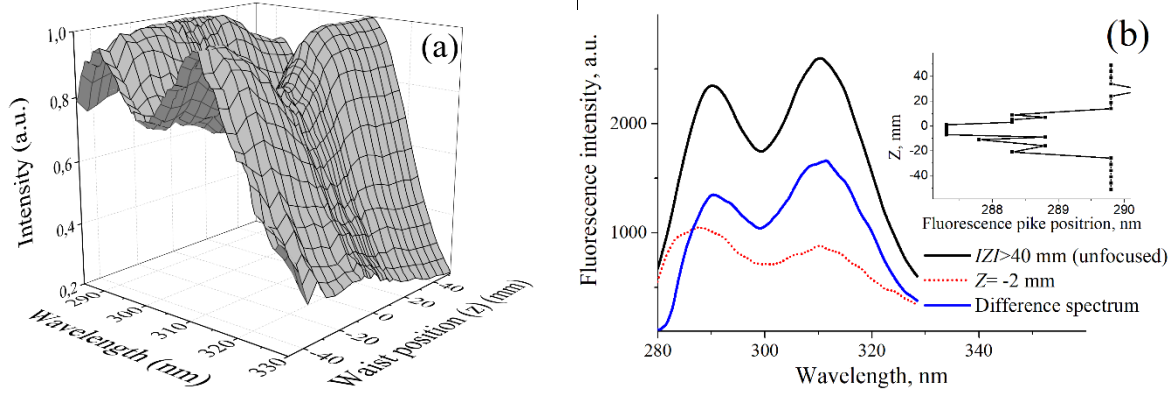 (a)
1,0
0,8
0,6
0,4
0,2
Intensity (a.u.)
290
300
310
320
330
Wavelength (nm)
-40
-20
0
20
40
Waist position (z) (mm)
(b)
2000
1000
Fluorescence intensity, a.u.
280
300
320
340
Wavelength, nm
40
20
0
-20
-40
Z, mm
288
289
290
Fluorescence pike positrion, nm
IZI>40 mm (unfocused)
Z= -2 mm
Difference spectrum